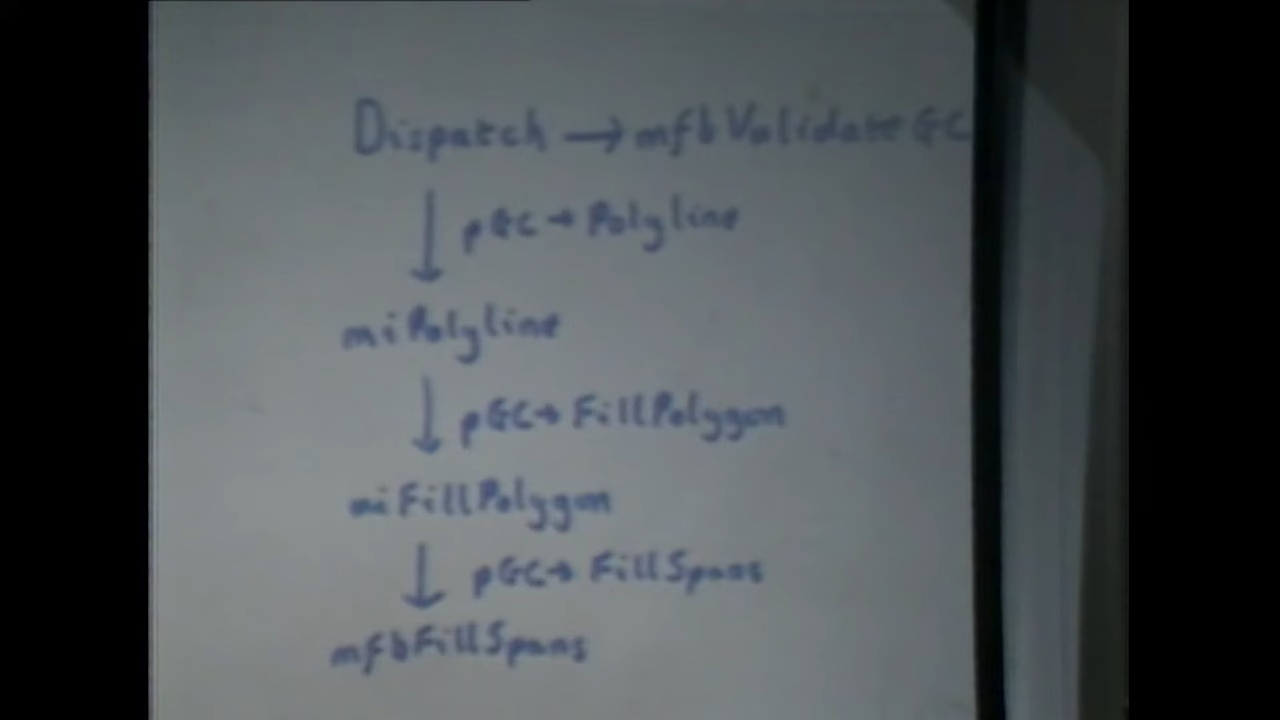 Dispatch → mfbValidateGC
↓ pGC→Polyline
miPolyline
↓ pGC→FillPolygon
miFillPolygon
↓ pGC→FillSpans
mfbFillSpans